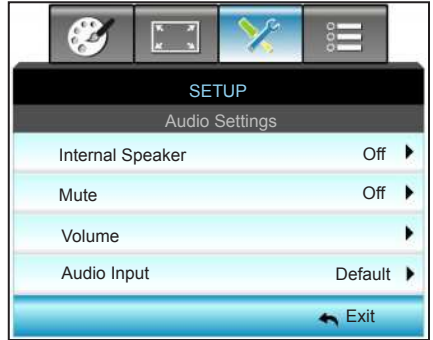 SETUP
Audio Settings
Internal Speaker Off
Mute Off
Volume
Audio Input Default
Exit